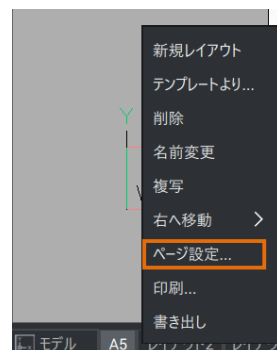 新規レイアウト
テンプレートより...
削除
名前変更
複写
右へ移動
ページ設定...
印刷...
書き出し
Y
モデル A5